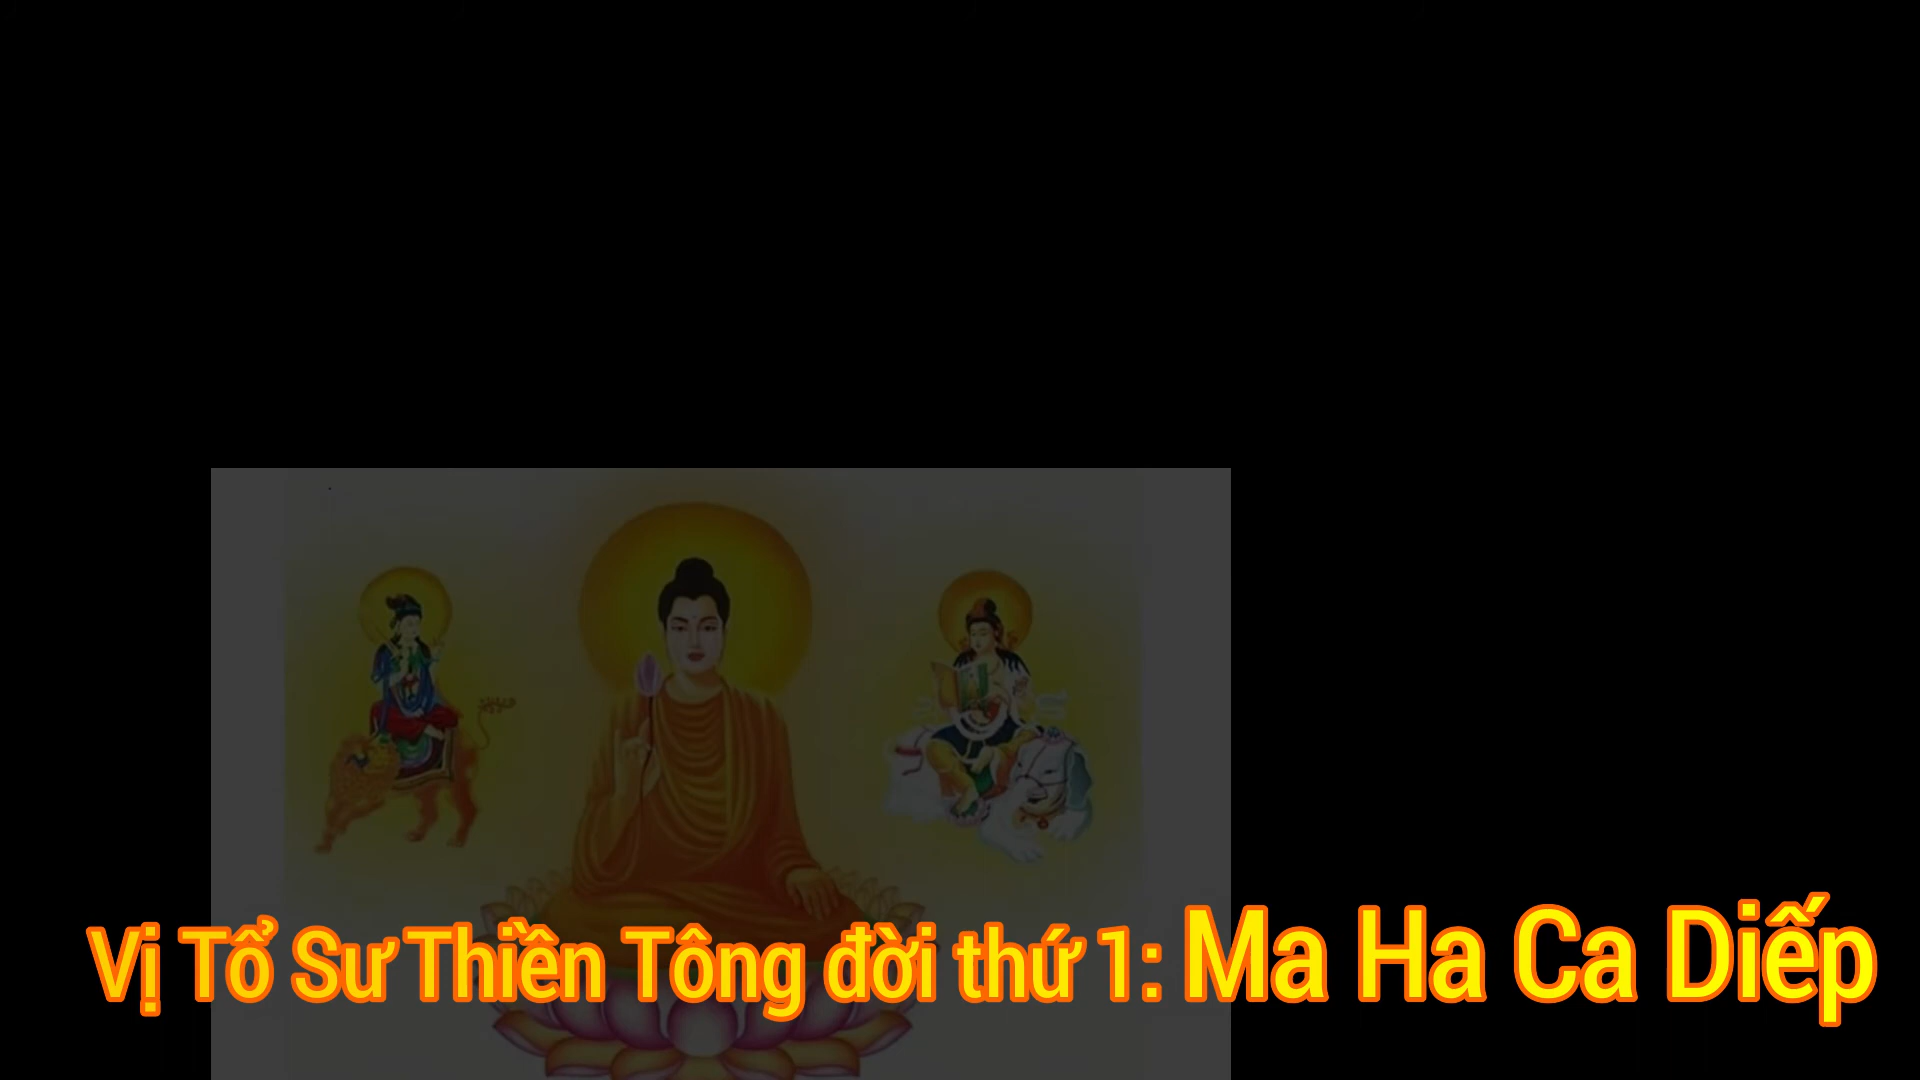 Vị Tổ Sư Thiền Tông đời thứ 1: Ma Ha Ca Diếp